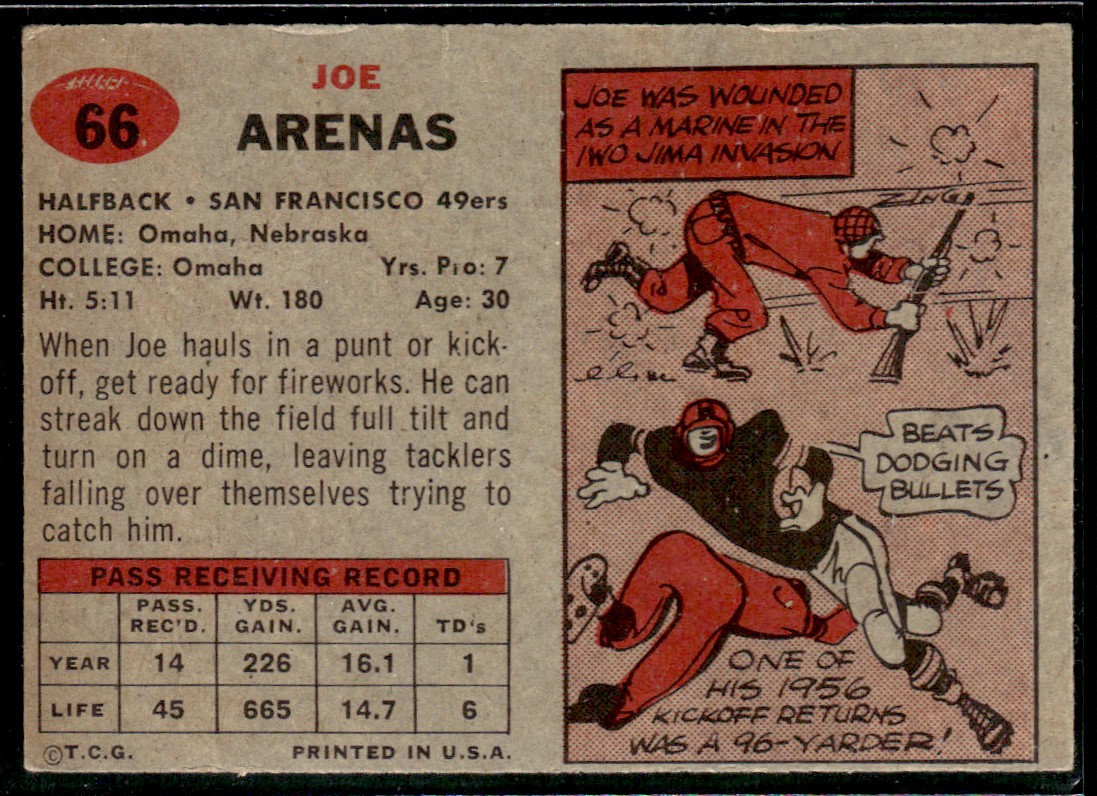 66
JOE
ARENAS
HALFBACK • SAN FRANCISCO 49ers
HOME: Omaha, Nebraska
COLLEGE: Omaha Yrs. Pro: 7
Ht. 5:11 Wt. 180 Age: 30
When Joe hauls in a punt or kick-
off, get ready for fireworks. He can
streak down the field full tilt and
turn on a dime, leaving tacklers
falling over themselves trying to
catch him.
PASS RECEIVING RECORD
PASS. REC'D. YDS. GAIN. AVG. GAIN. TD's
YEAR 14 226 16.1 1
LIFE 45 665 14.7 6
©T.C.G. PRINTED IN U.S.A.
JOE WAS WOUNDED
AS A MARINE IN THE
IWO JIMA INVASION
ZING!
BEATS
DODGING
BULLETS
ONE OF
HIS 1956
KICKOFF RETURNS
WAS A 96-YARDER!